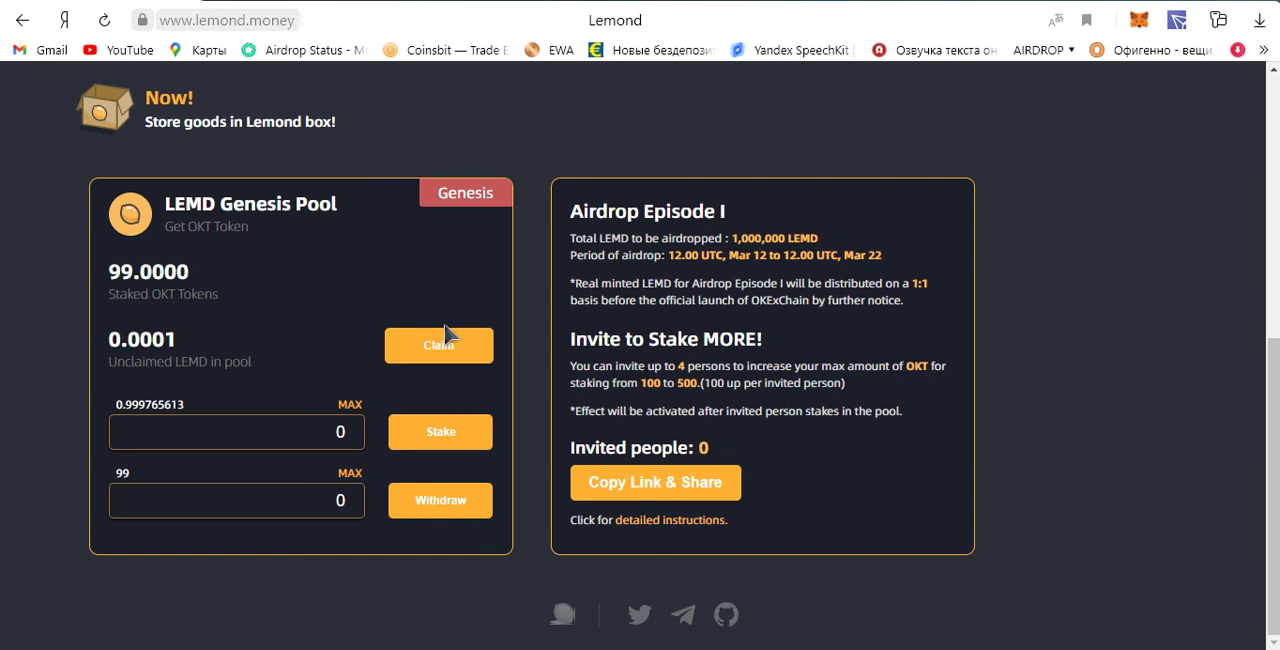 www.lemond.money
Lemond
Gmail
YouTube
Карты
Airdrop Status - M
Coinsbit — Trade E
EWA
Новые бездепози
Yandex SpeechKit
Озвучка текста он
AIRDROP
Офигенно - вещи,
Now!
Store goods in Lemond box!
Genesis
LEMD Genesis Pool
Get OKT Token
99.0000
Staked OKT Tokens
0.0001
Unclaimed LEMD in pool
Claim
0.999765613 MAX
0
Stake
99 MAX
0
Withdraw
Airdrop Episode I
Total LEMD to be airdropped : 1,000,000 LEMD
Period of airdrop: 12.00 UTC, Mar 12 to 12.00 UTC, Mar 22
*Real minted LEMD for Airdrop Episode I will be distributed on a 1:1
basis before the official launch of OKExChain by further notice.
Invite to Stake MORE!
You can invite up to 4 persons to increase your max amount of OKT for
staking from 100 to 500.(100 up per invited person)
*Effect will be activated after invited person stakes in the pool.
Invited people: 0
Copy Link & Share
Click for detailed instructions.